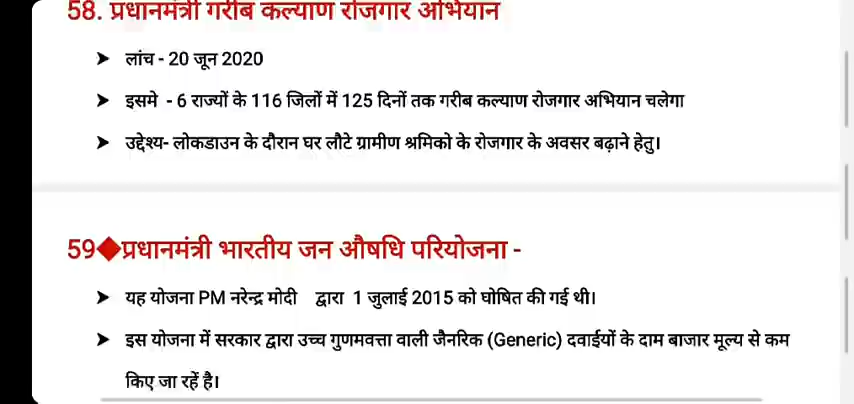 58. प्रधानमंत्री गरीब कल्याण रोजगार अभियान
➤ लांच - 20 जून 2020
➤ इसमे - 6 राज्यों के 116 जिलों में 125 दिनों तक गरीब कल्याण रोजगार अभियान चलेगा
➤ उद्देश्य- लोकडाउन के दौरान घर लौटे ग्रामीण श्रमिको के रोजगार के अवसर बढ़ाने हेतु।
59◆प्रधानमंत्री भारतीय जन औषधि परियोजना -
➤ यह योजना PM नरेन्द्र मोदी द्वारा 1 जुलाई 2015 को घोषित की गई थी।
➤ इस योजना में सरकार द्वारा उच्च गुणमवत्ता वाली जैनरिक (Generic) दवाईयों के दाम बाजार मूल्य से कम
किए जा रहें है।